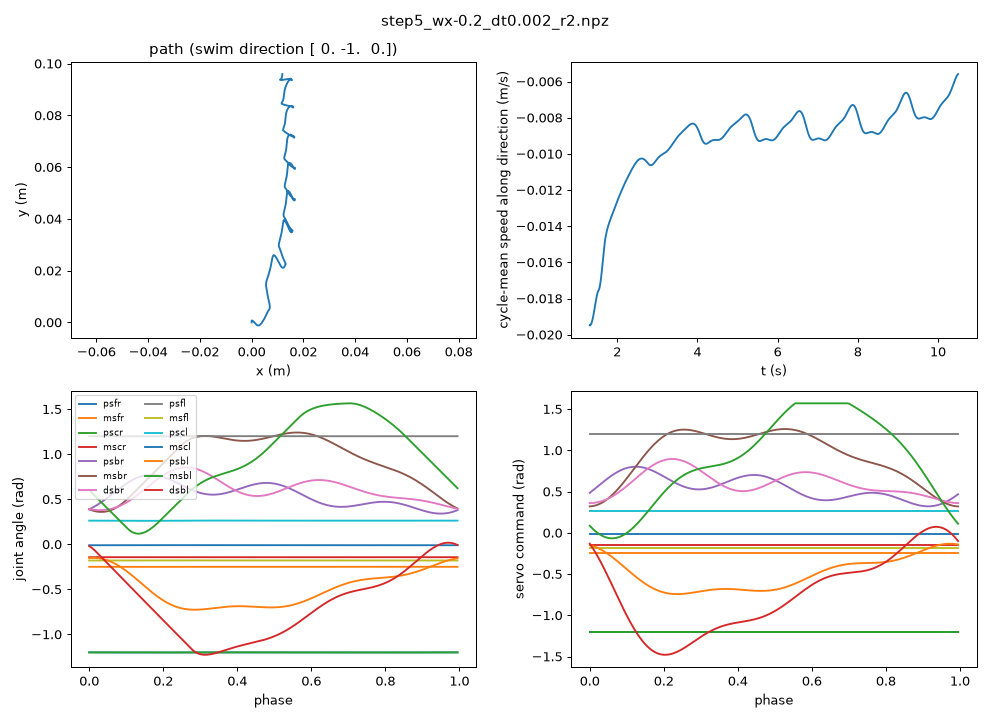 step5_wx-0.2_dt0.002_r2.npz
path (swim direction [ 0. -1.  0.])
0.10
0.08
0.06
0.04
0.02
0.00
y (m)
−0.06 −0.04 −0.02 0.00 0.02 0.04 0.06 0.08
x (m)
−0.006
−0.008
−0.010
−0.012
−0.014
−0.016
−0.018
−0.020
cycle-mean speed along direction (m/s)
2 4 6 8 10
t (s)
1.5
1.0
0.5
0.0
−0.5
−1.0
joint angle (rad)
psfr psfl
msfr msfl
pscr pscl
mscr mscl
psbr psbl
msbr msbl
dsbr dsbl
0.0 0.2 0.4 0.6 0.8 1.0
phase
1.5
1.0
0.5
0.0
−0.5
−1.0
−1.5
servo command (rad)
0.0 0.2 0.4 0.6 0.8 1.0
phase